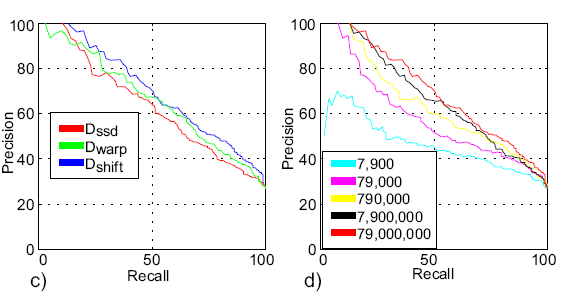 100
80
60
40
20
0
Precision
Dssd
Dwarp
Dshift
0
50
100
Recall
c)
100
80
60
40
20
0
Precision
7,900
79,000
790,000
7,900,000
79,000,000
0
50
100
Recall
d)